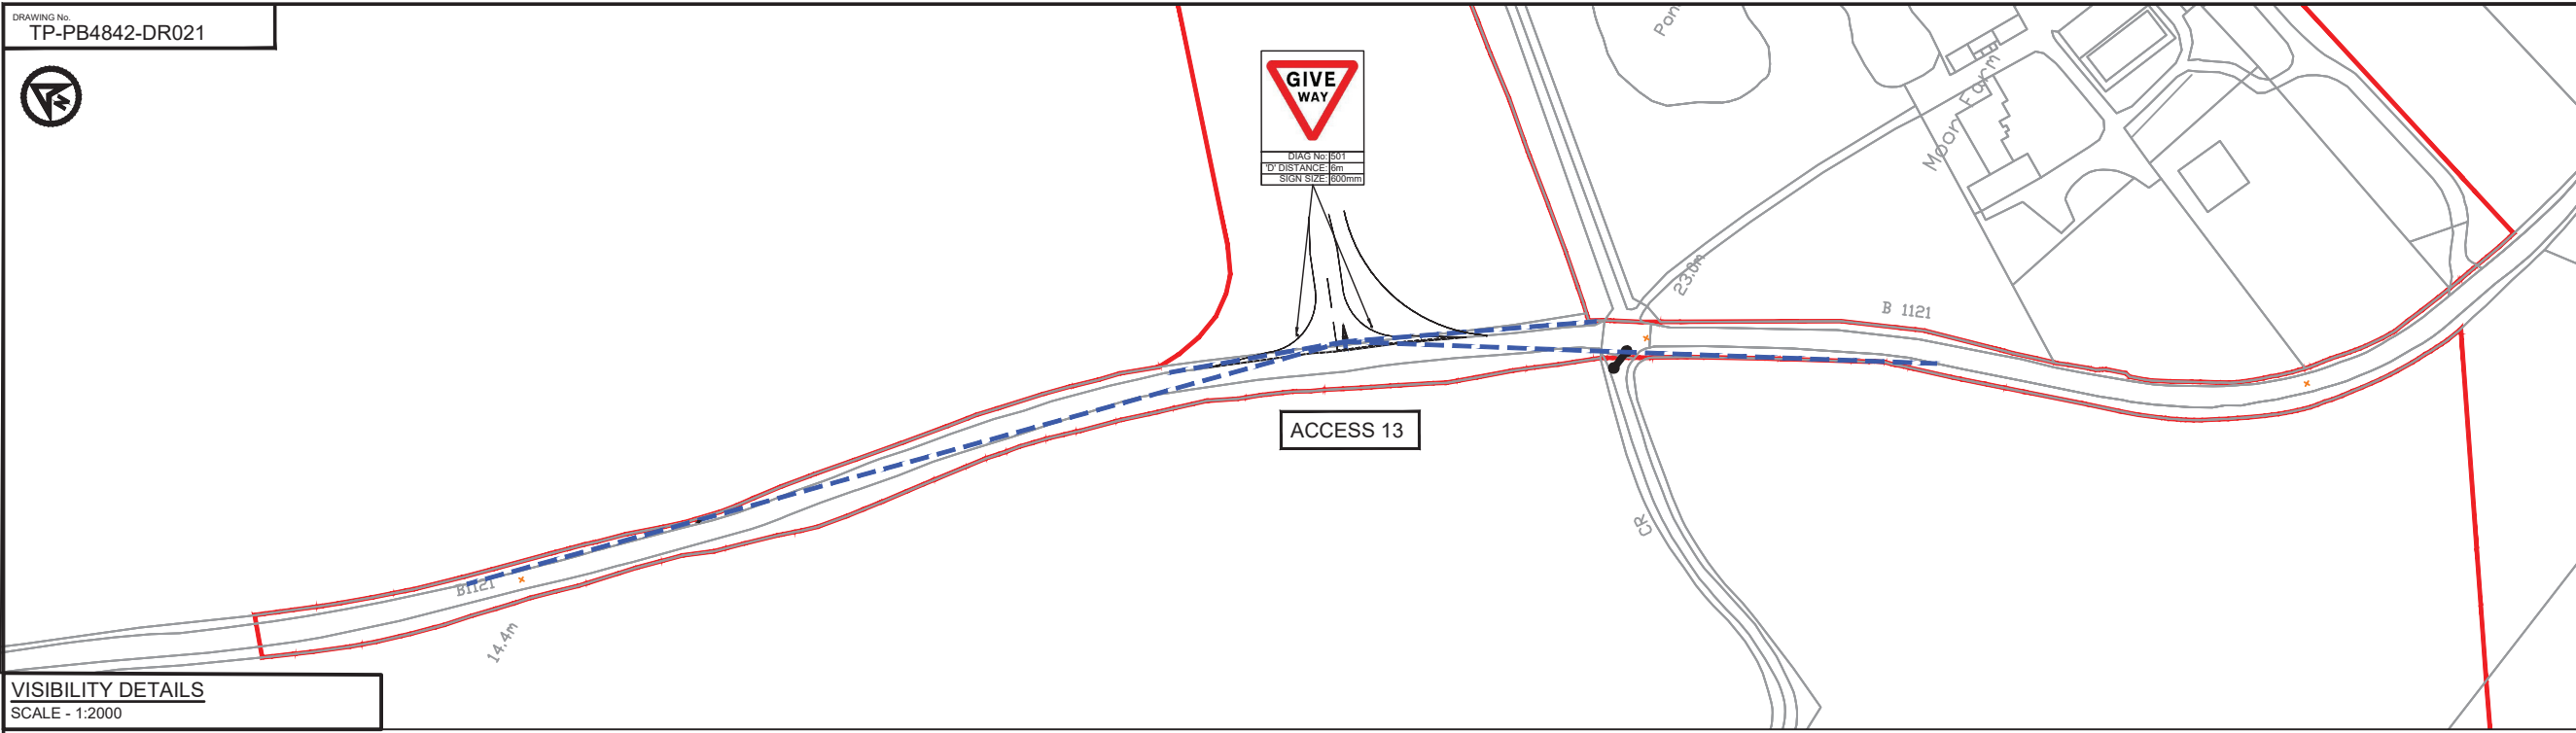 DRAWING No.
TP-PB4842-DR021
N
GIVE
WAY
DIAG No: 501
'D' DISTANCE: 6m
SIGN SIZE: 600mm
Pon
Moor Farm
23.0m
B 1121
ACCESS 13
CR
B1121
14.4m
VISIBILITY DETAILS
SCALE - 1:2000